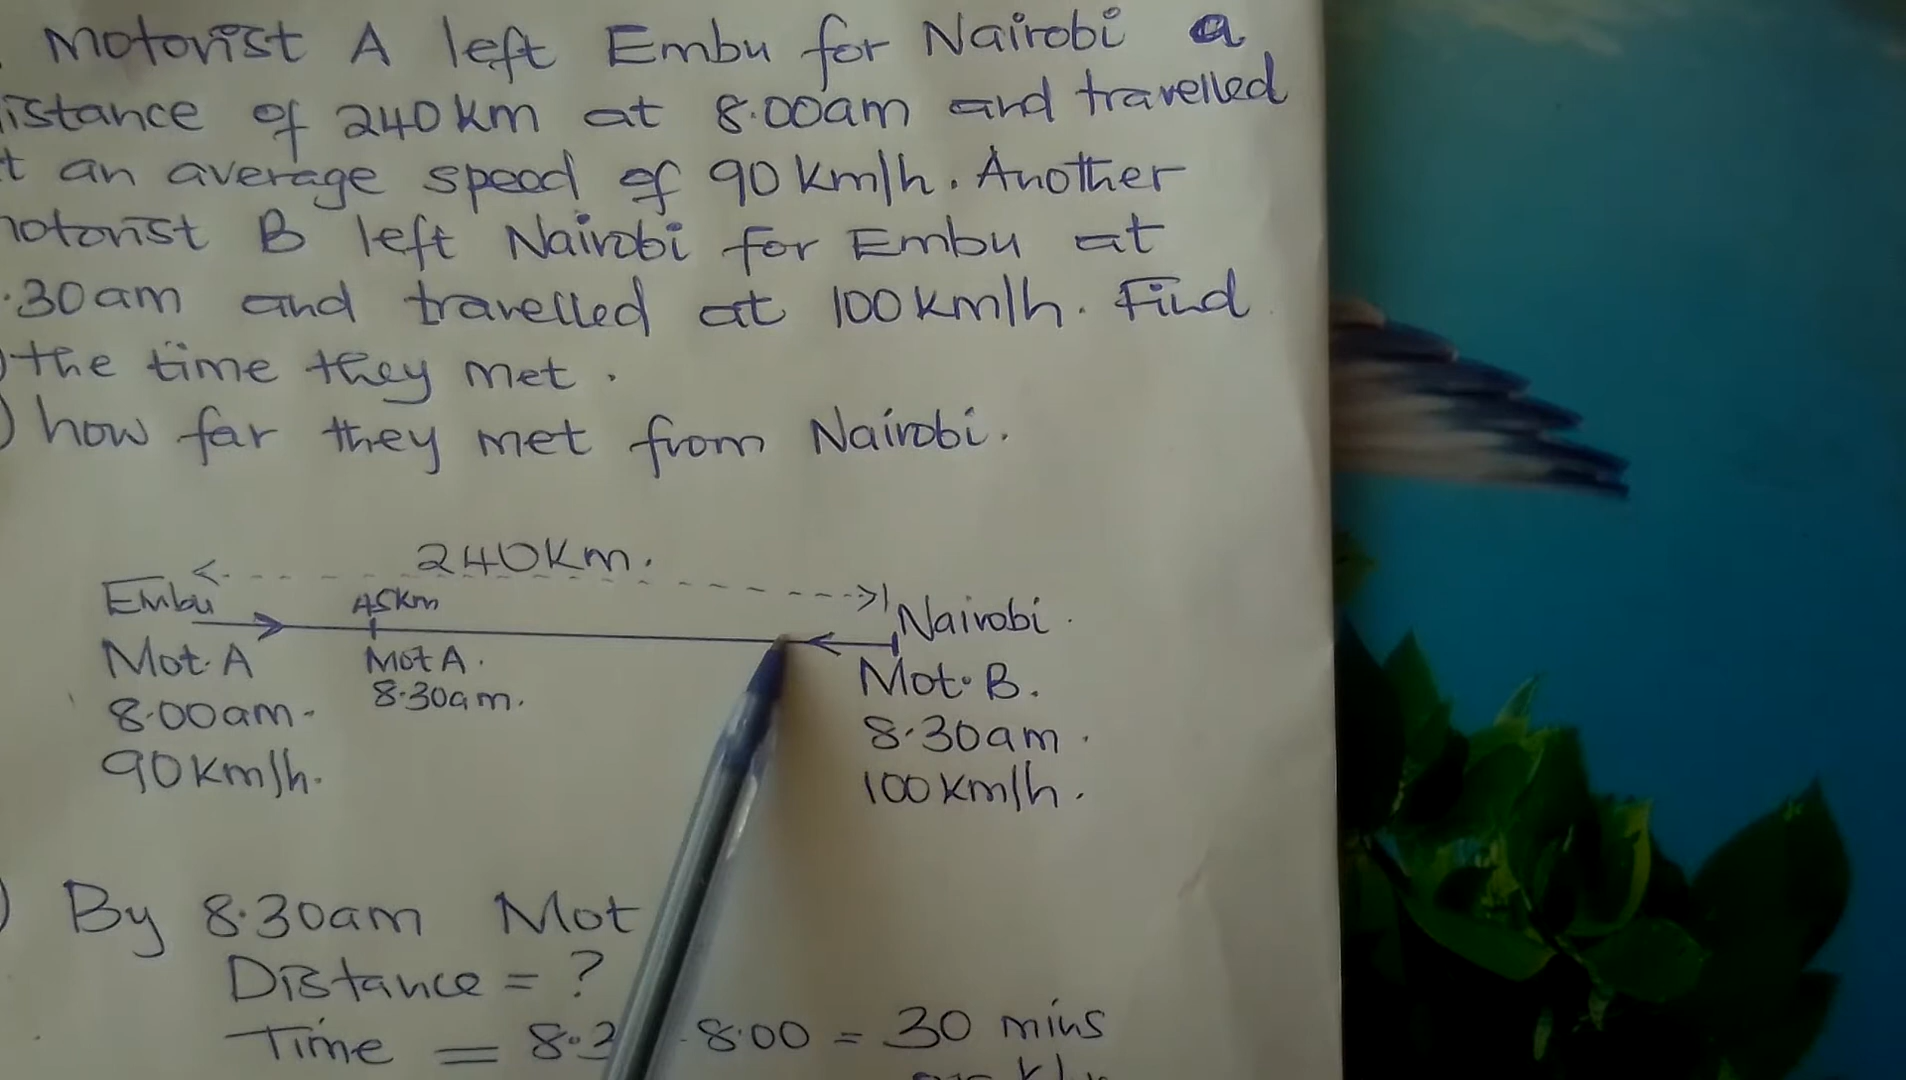 Motorist A left Embu for Nairobi a
istance of 240km at 8.00am and travelled
t an average speed of 90km/h. Another
otorist B left Nairobi for Embu at
.30am and travelled at 100km/h. Find
) the time they met.
) how far they met from Nairobi.
240Km.
Embu 45km Nairobi
Mot. A Mot A. Mot. B.
8.00am 8.30am. 8.30am
90km/h. 100km/h.
) By 8.30am Mot
Distance = ?
Time = 8.3 8:00 = 30 mins